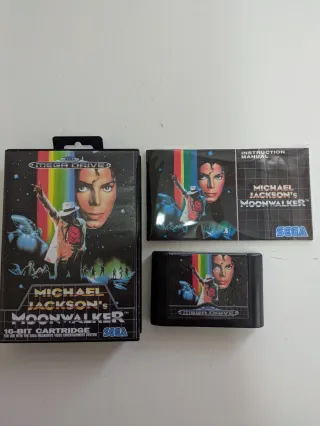 MEGA DRIVE
MICHAEL
JACKSON'S
MOONWALKER
16-BIT CARTRIDGE
SEGA
INSTRUCTION
MANUAL
MICHAEL
JACKSON'S
MOONWALKER
SEGA
MEGA DRIVE